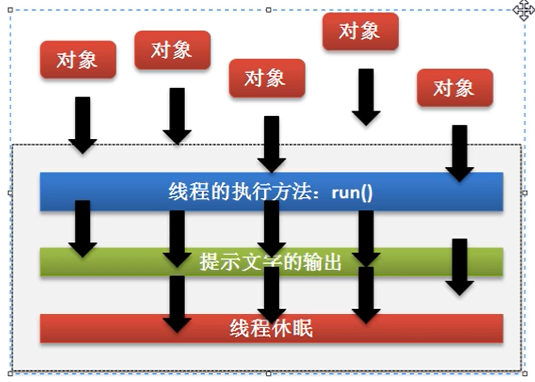 对象
对象
对象
对象
对象
线程的执行方法：run()
提示文字的输出
线程休眠